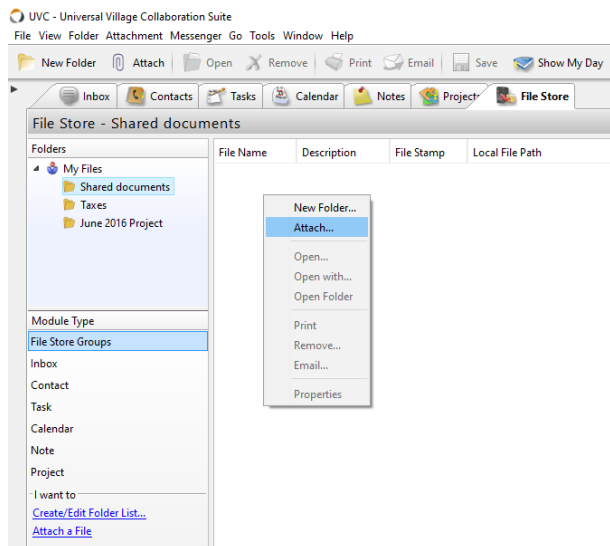 UVC - Universal Village Collaboration Suite
File View Folder Attachment Messenger Go Tools Window Help
New Folder Attach Open Remove Print Email Save Show My Day
Inbox Contacts Tasks Calendar Notes Project File Store
File Store - Shared documents
Folders
File Name Description File Stamp Local File Path
My Files
Shared documents
Taxes
June 2016 Project
New Folder...
Attach...
Open...
Open with...
Open Folder
Print
Remove...
Email...
Properties
Module Type
File Store Groups
Inbox
Contact
Task
Calendar
Note
Project
I want to
Create/Edit Folder List...
Attach a File